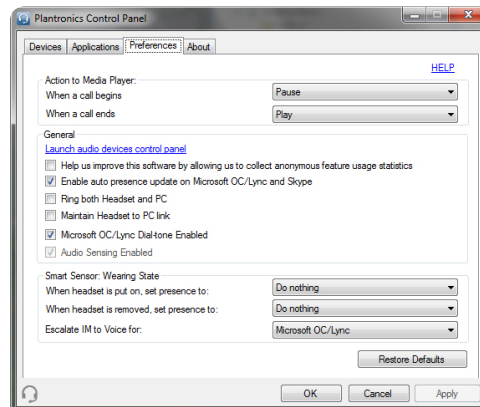 Plantronics Control Panel
Devices Applications Preferences About
HELP
Action to Media Player:
When a call begins Pause
When a call ends Play
General
Launch audio devices control panel
Help us improve this software by allowing us to collect anonymous feature usage statistics
Enable auto presence update on Microsoft OC/Lync and Skype
Ring both Headset and PC
Maintain Headset to PC link
Microsoft OC/Lync Dial-tone Enabled
Audio Sensing Enabled
Smart Sensor: Wearing State
When headset is put on, set presence to: Do nothing
When headset is removed, set presence to: Do nothing
Escalate IM to Voice for: Microsoft OC/Lync
Restore Defaults
OK Cancel Apply